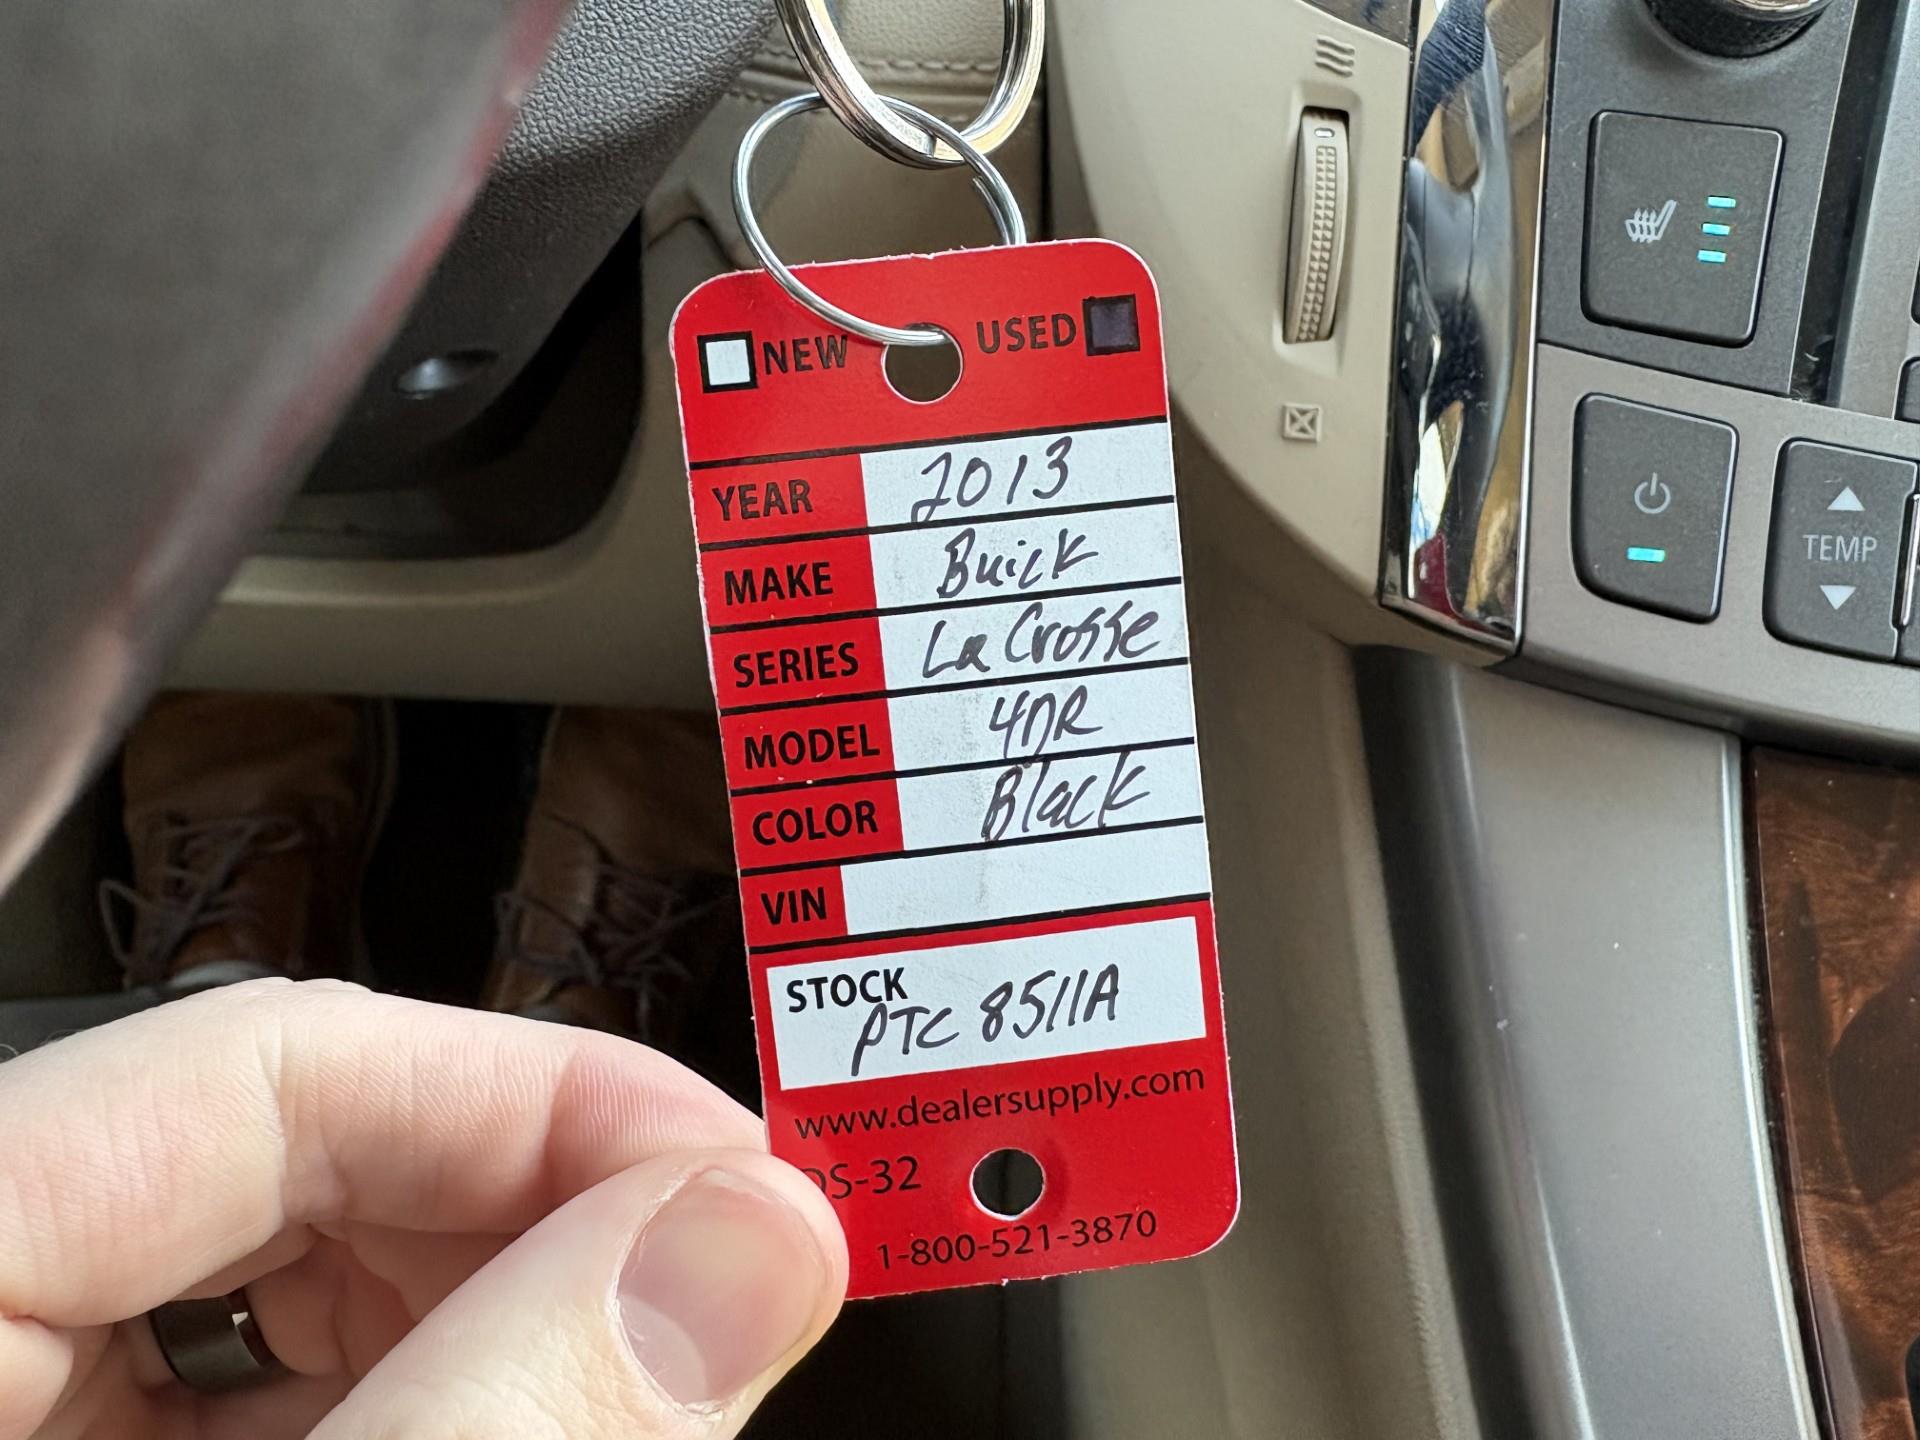 NEW USED
YEAR 2013
MAKE Buick
SERIES La Crosse
MODEL 4DR
COLOR Black
VIN
STOCK
PTC 8511A
www.dealersupply.com
DS-32
1-800-521-3870
TEMP